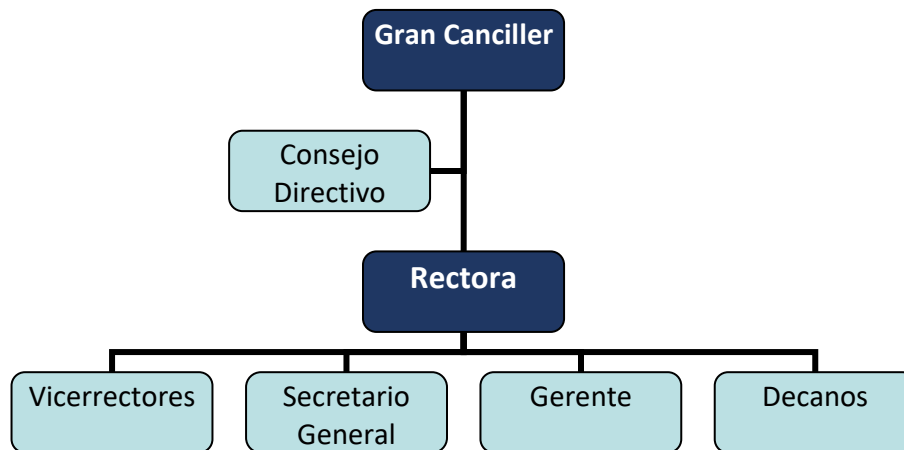 Gran Canciller
Consejo
Directivo
Rectora
Vicerrectores
Secretario
General
Gerente
Decanos